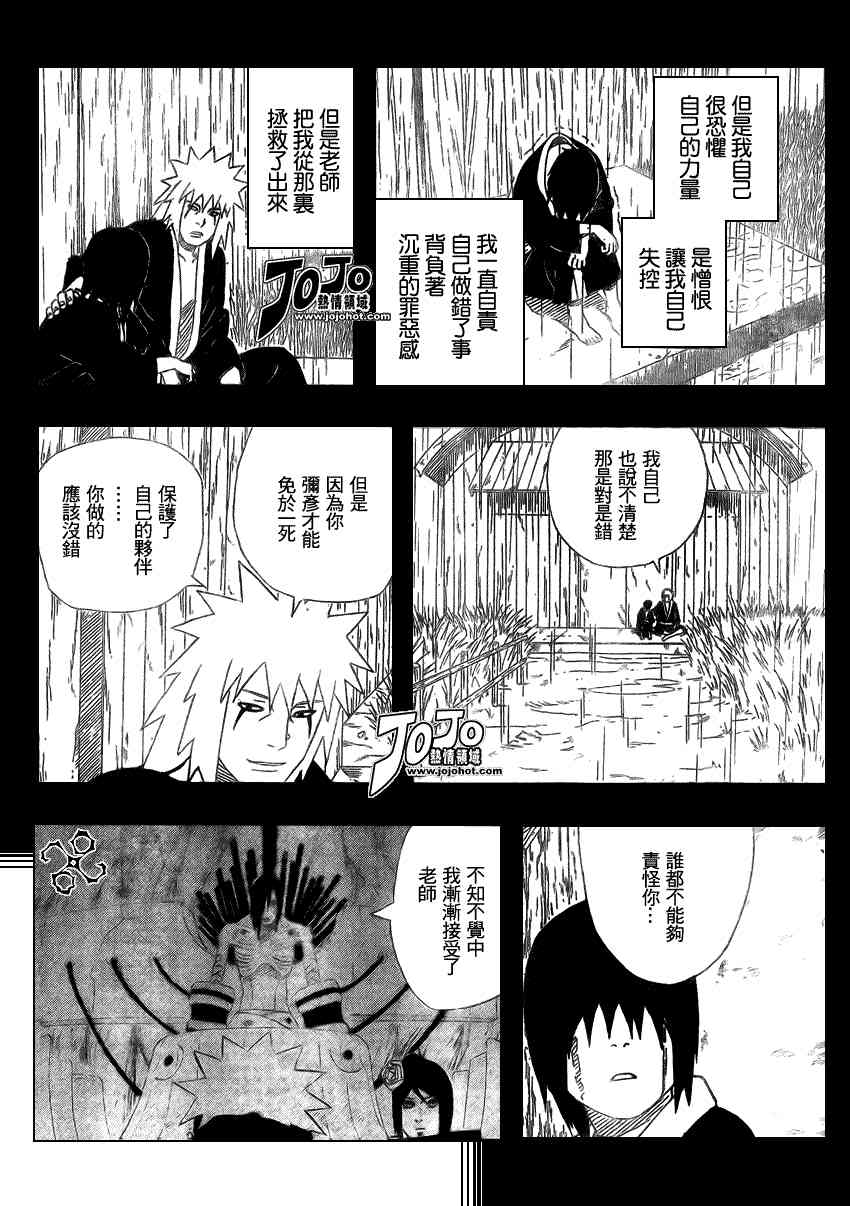 但是我自己
很恐懼
自己的力量
是憎恨
讓我自己
失控
我一直自責
自己做錯了事
背負著
沉重的罪惡感
但是老師
把我從那裏
拯救了出來
JOJO
熱情領域
www.jojohot.com
我自己
也說不清楚
那是對是錯
但是
因為你
彌彥才能
免於一死
保護了
自己的夥伴
……
你做的
應該沒錯
JOJO
熱情領域
www.jojohot.com
誰都不能夠
責怪你…
不知不覺中
我漸漸接受了
老師